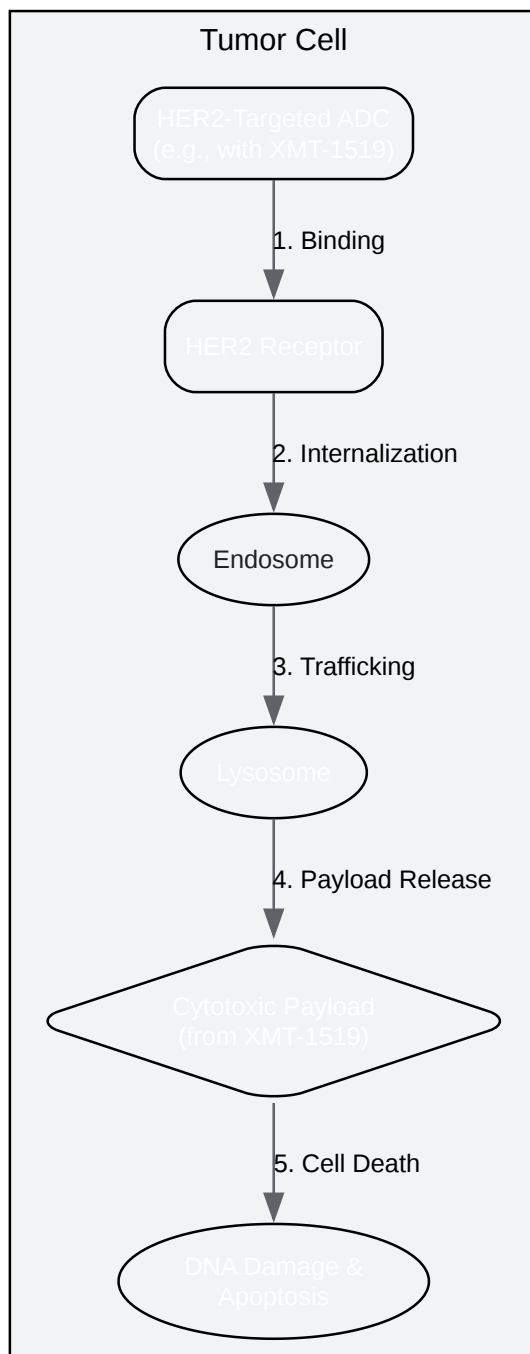 Tumor Cell
HER2-Targeted ADC
(e.g., with XMT-1519)
1. Binding
HER2 Receptor
2. Internalization
Endosome
3. Trafficking
Lysosome
4. Payload Release
Cytotoxic Payload
(from XMT-1519)
5. Cell Death
DNA Damage &
Apoptosis